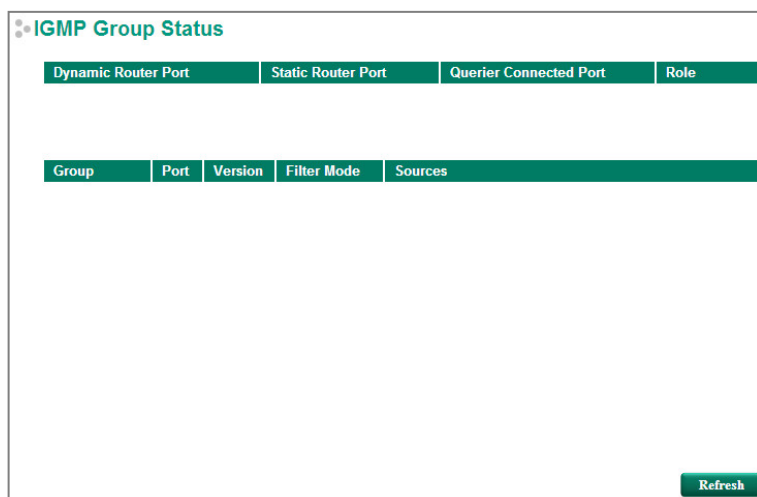 IGMP Group Status
Dynamic Router Port Static Router Port Querier Connected Port Role
Group Port Version Filter Mode Sources
Refresh